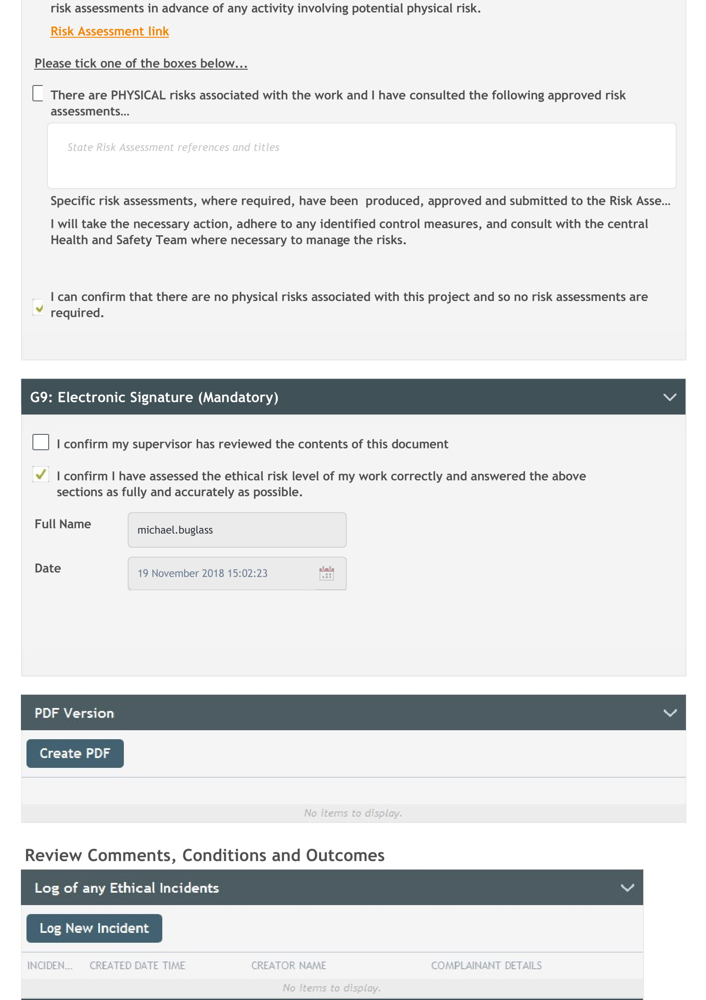 risk assessments in advance of any activity involving potential physical risk.
Risk Assessment link
Please tick one of the boxes below...
There are PHYSICAL risks associated with the work and I have consulted the following approved risk
assessments...
State Risk Assessment references and titles
Specific risk assessments, where required, have been  produced, approved and submitted to the Risk Asse...
I will take the necessary action, adhere to any identified control measures, and consult with the central
Health and Safety Team where necessary to manage the risks.
I can confirm that there are no physical risks associated with this project and so no risk assessments are
required.
G9: Electronic Signature (Mandatory)
I confirm my supervisor has reviewed the contents of this document
I confirm I have assessed the ethical risk level of my work correctly and answered the above
sections as fully and accurately as possible.
Full Name
michael.buglass
Date
19 November 2018 15:02:23
PDF Version
Create PDF
No items to display.
Review Comments, Conditions and Outcomes
Log of any Ethical Incidents
Log New Incident
INCIDEN... CREATED DATE TIME CREATOR NAME COMPLAINANT DETAILS
No items to display.